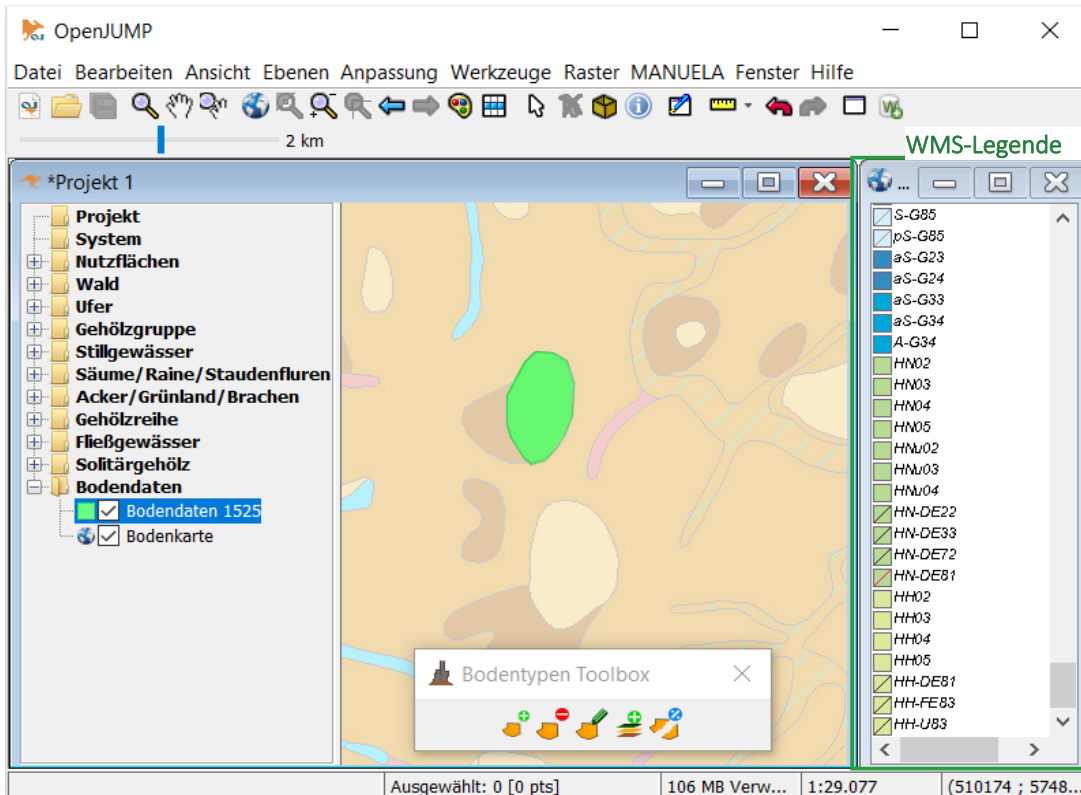 OpenJUMP
Datei Bearbeiten Ansicht Ebenen Anpassung Werkzeuge Raster MANUELA Fenster Hilfe
2 km
WMS-Legende
*Projekt 1
...
Projekt
System
Nutzflächen
Wald
Ufer
Gehölzgruppe
Stillgewässer
Säume/Raine/Staudenfluren
Acker/Grünland/Brachen
Gehölzreihe
Fließgewässer
Solitärgehölz
Bodendaten
Bodendaten 1525
Bodenkarte
S-G85
pS-G85
aS-G23
aS-G24
aS-G33
aS-G34
A-G34
HN02
HN03
HN04
HN05
HNu02
HNu03
HNu04
HN-DE22
HN-DE33
HN-DE72
HN-DE81
HH02
HH03
HH04
HH05
HH-DE81
HH-FE83
HH-U83
Bodentypen Toolbox
Ausgewählt: 0 [0 pts] 106 MB Verw... 1:29.077 (510174 ; 5748...